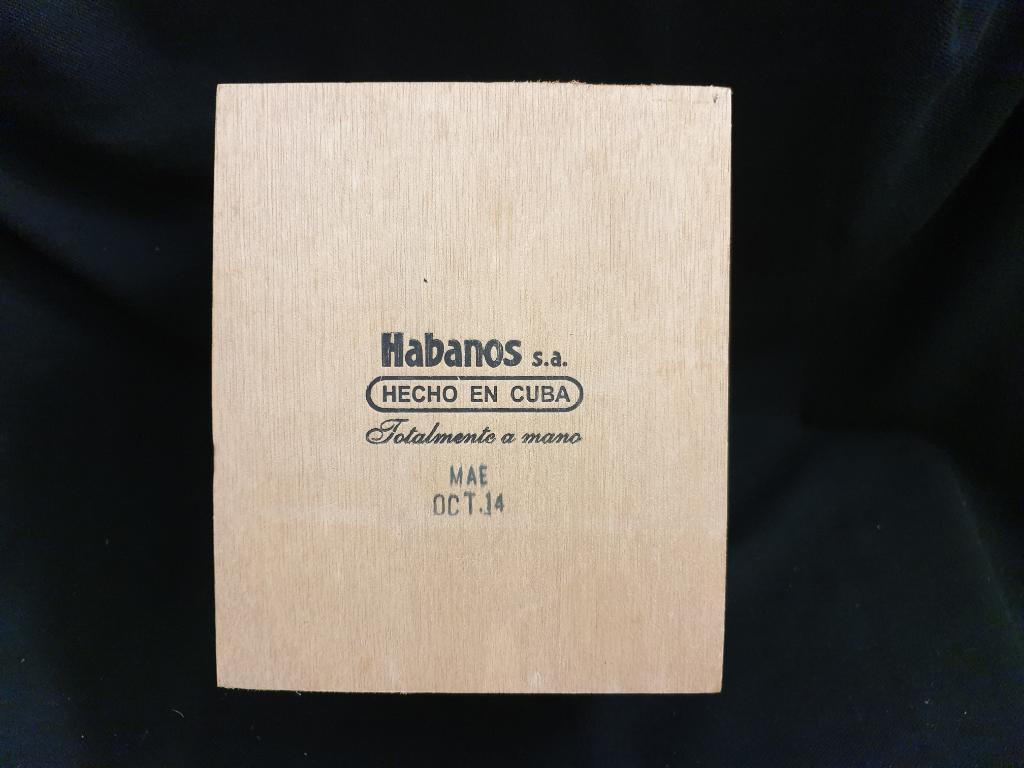 Habanos s.a.
HECHO EN CUBA
Totalmente a mano
MAE
OCT.14